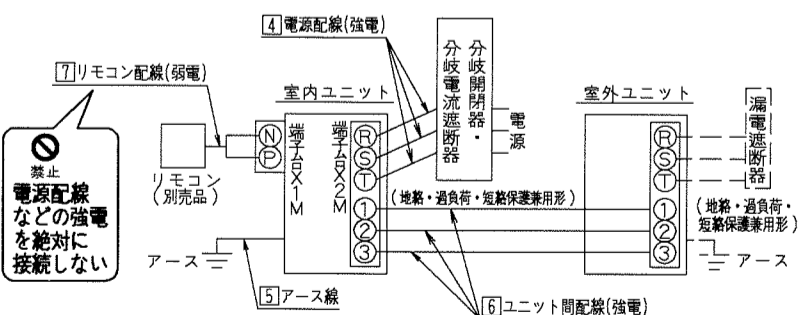 4 電源配線(強電)
7 リモコン配線(弱電)
禁止
電源配線
などの強電
を絶対に
接続しない
リモコン
(別売品)
室内ユニット
N
P
端子台X1M
端子台X2M
R
S
T
1
2
3
分岐開閉器・
分岐電流遮断器
電源
(地絡・過負荷・短絡保護兼用形)
室外ユニット
R
S
T
1
2
3
漏電遮断器
(地絡・過負荷・
短絡保護兼用形)
アース
アース
5 アース線
6 ユニット間配線(強電)